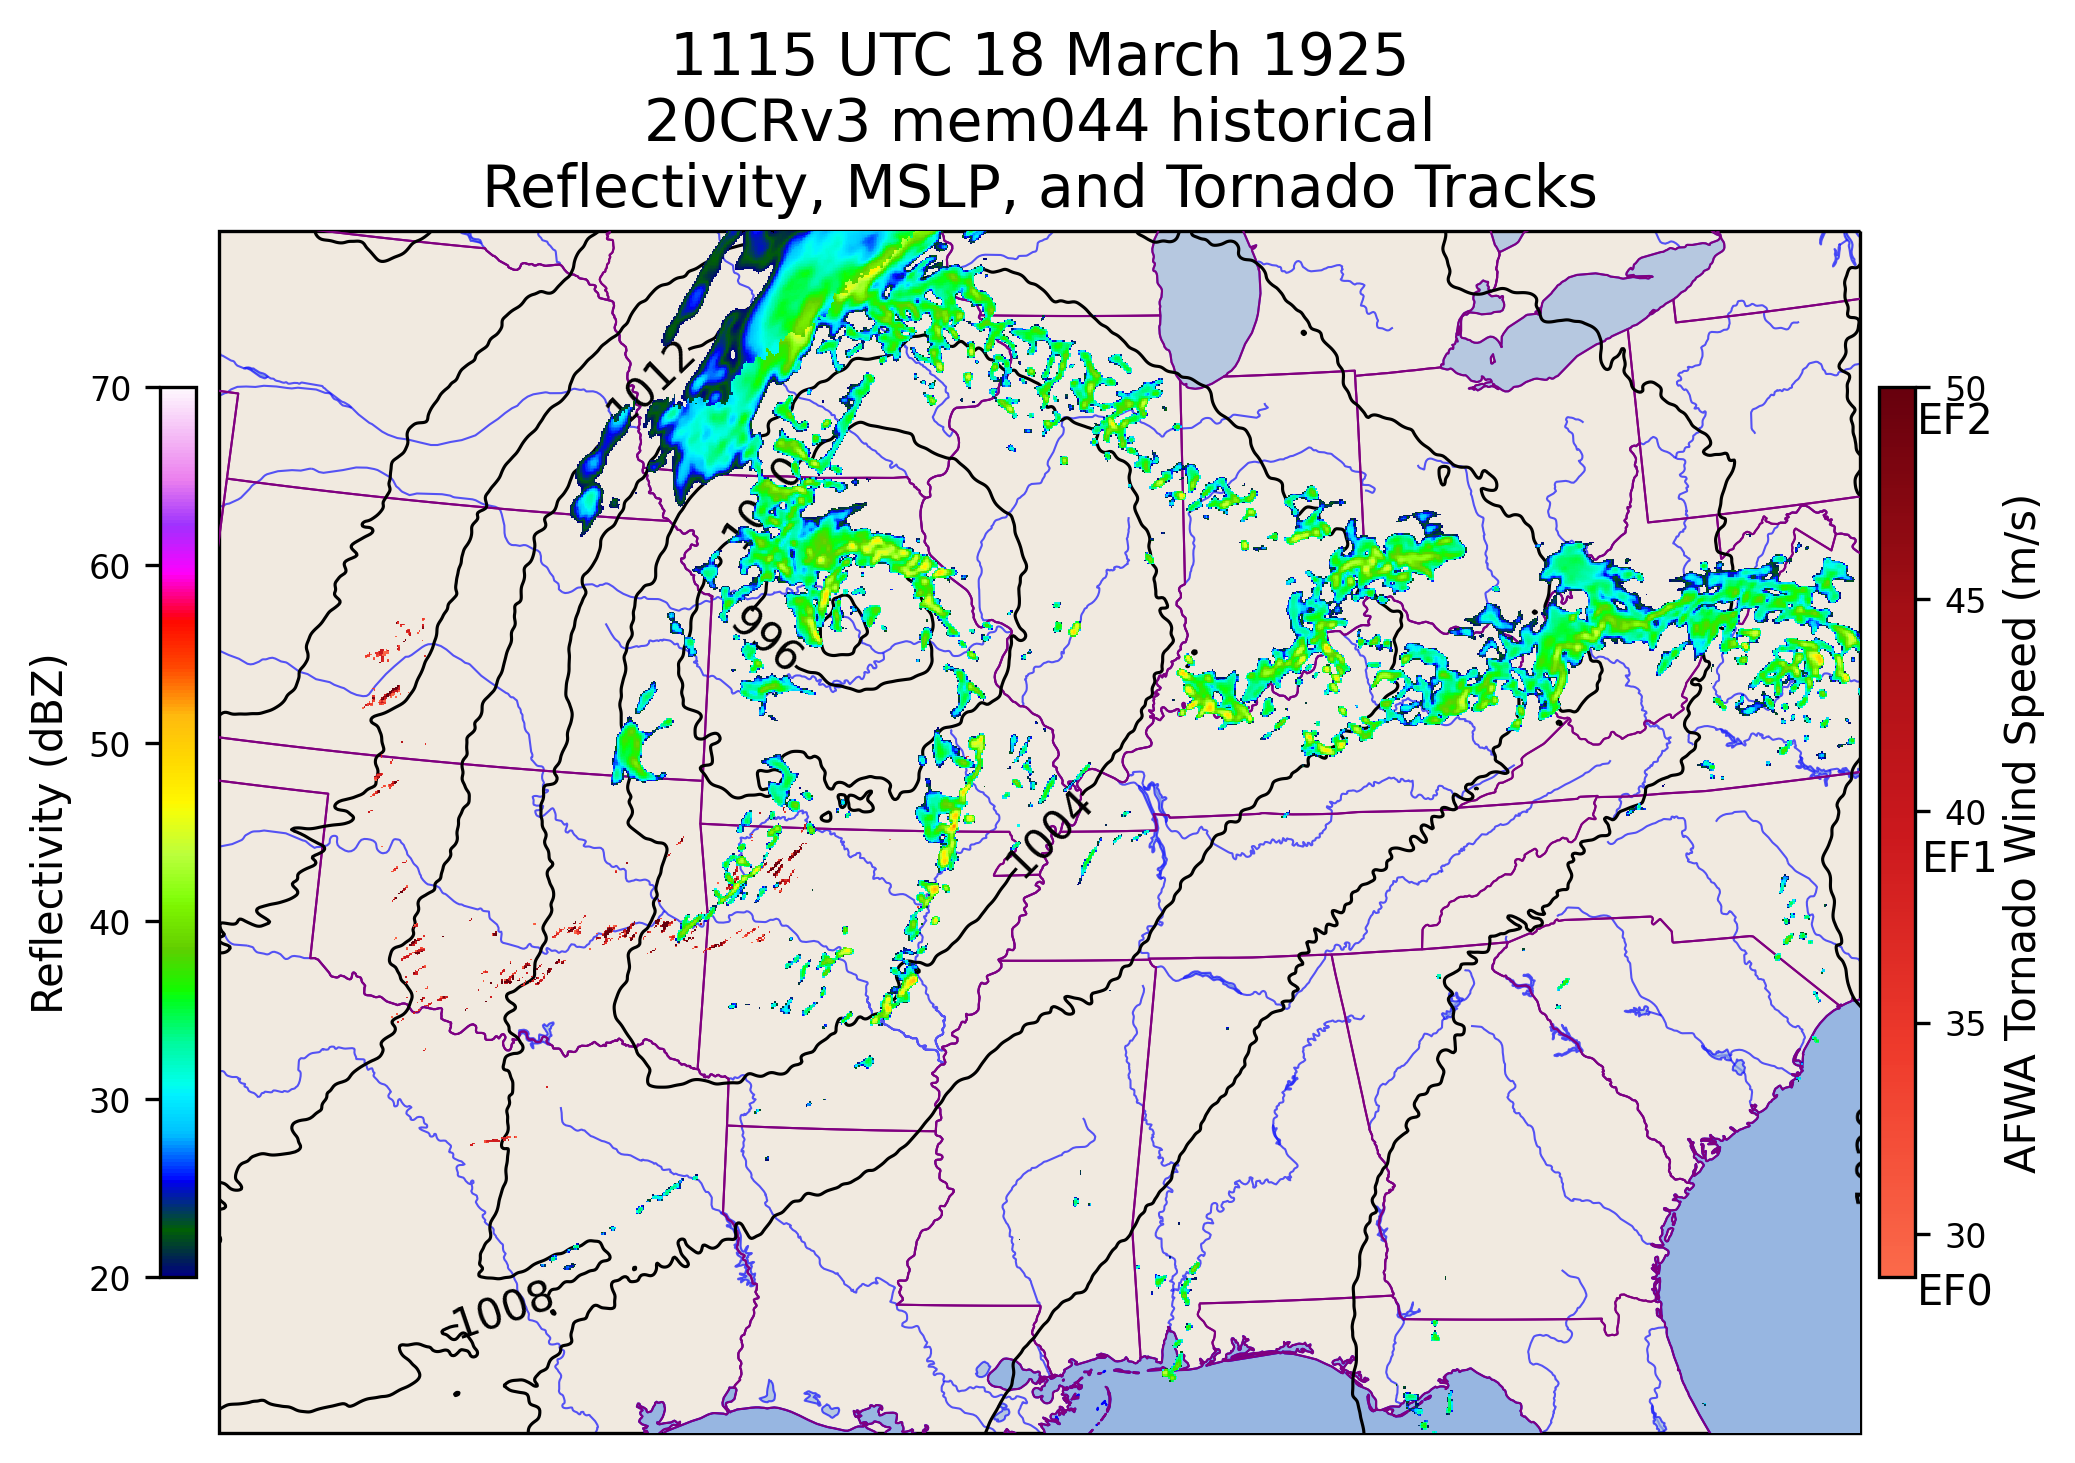 1115 UTC 18 March 1925
20CRv3 mem044 historical
Reflectivity, MSLP, and Tornado Tracks
Reflectivity (dBZ)
70
60
50
40
30
20
1012
996
1004
1008
50
EF2
45
40
EF1
35
30
EF0
AFWA Tornado Wind Speed (m/s)